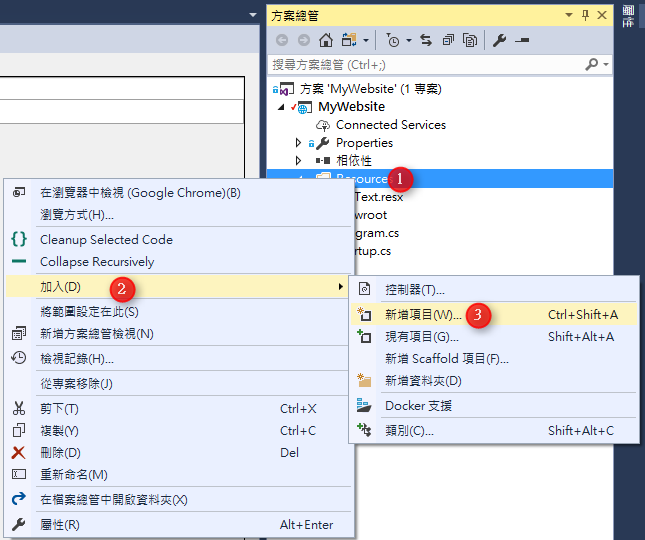 方案總管
搜尋方案總管 (Ctrl+;)
方案 'MyWebsite' (1 專案)
MyWebsite
Connected Services
Properties
相依性
Resource
1
Text.resx
wroot
gram.cs
rtup.cs
在瀏覽器中檢視 (Google Chrome)(B)
瀏覽方式(H)...
Cleanup Selected Code
Collapse Recursively
加入(D)
2
將範圍設定在此(S)
新增方案總管檢視(N)
檢視記錄(H)...
從專案移除(J)
剪下(T) Ctrl+X
複製(Y) Ctrl+C
刪除(D) Del
重新命名(M)
在檔案總管中開啟資料夾(X)
屬性(R) Alt+Enter
控制器(T)...
新增項目(W)... 3 Ctrl+Shift+A
現有項目(G)... Shift+Alt+A
新增 Scaffold 項目(F)...
新增資料夾(D)
Docker 支援
類別(C)... Shift+Alt+C